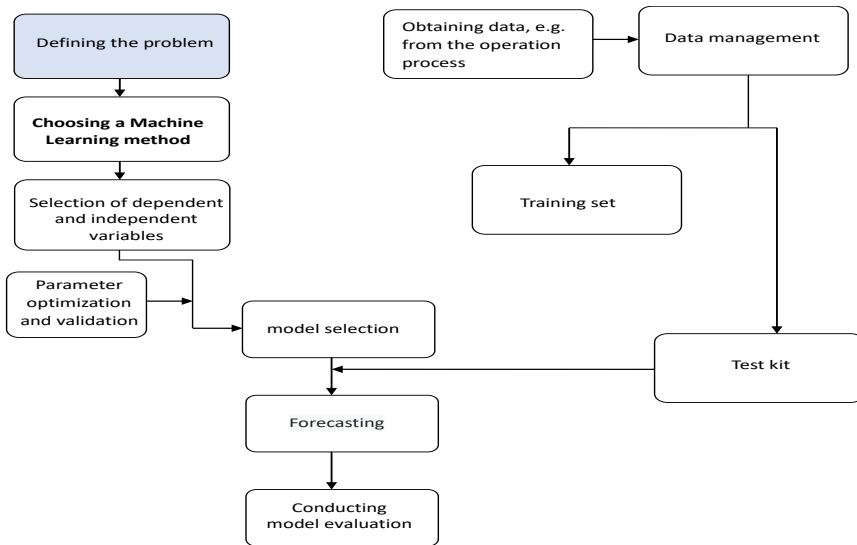 Defining the problem
Choosing a Machine
Learning method
Selection of dependent
and independent
variables
Parameter
optimization
and validation
model selection
Forecasting
Conducting
model evaluation
Obtaining data, e.g.
from the operation
process
Data management
Training set
Test kit